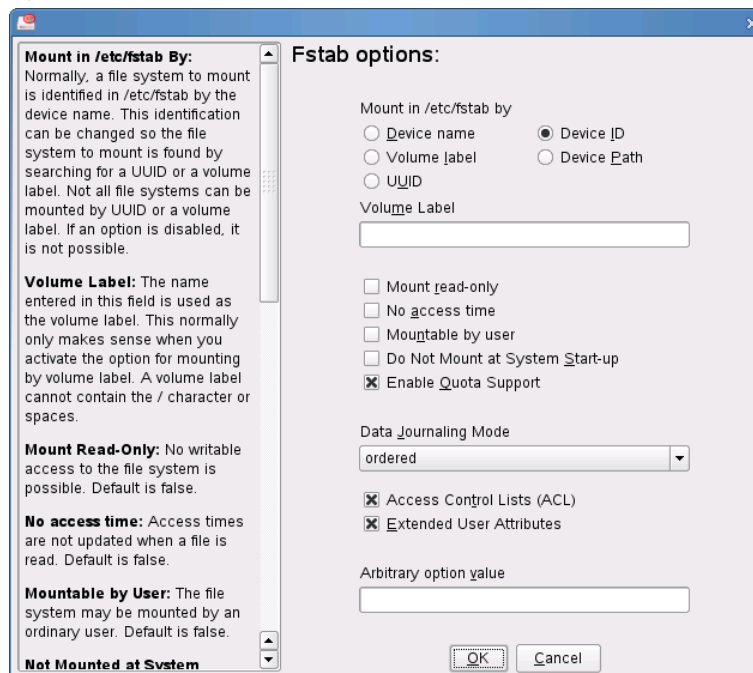 Mount in /etc/fstab By:
Normally, a file system to mount
is identified in /etc/fstab by the
device name. This identification
can be changed so the file
system to mount is found by
searching for a UUID or a volume
label. Not all file systems can be
mounted by UUID or a volume
label. If an option is disabled, it
is not possible.
Volume Label: The name
entered in this field is used as
the volume label. This normally
only makes sense when you
activate the option for mounting
by volume label. A volume label
cannot contain the / character or
spaces.
Mount Read-Only: No writable
access to the file system is
possible. Default is false.
No access time: Access times
are not updated when a file is
read. Default is false.
Mountable by User: The file
system may be mounted by an
ordinary user. Default is false.
Not Mounted at System
Fstab options:
Mount in /etc/fstab by
Device name
Device ID
Volume label
Device Path
UUID
Volume Label
Mount read-only
No access time
Mountable by user
Do Not Mount at System Start-up
Enable Quota Support
Data Journaling Mode
ordered
Access Control Lists (ACL)
Extended User Attributes
Arbitrary option value
OK
Cancel